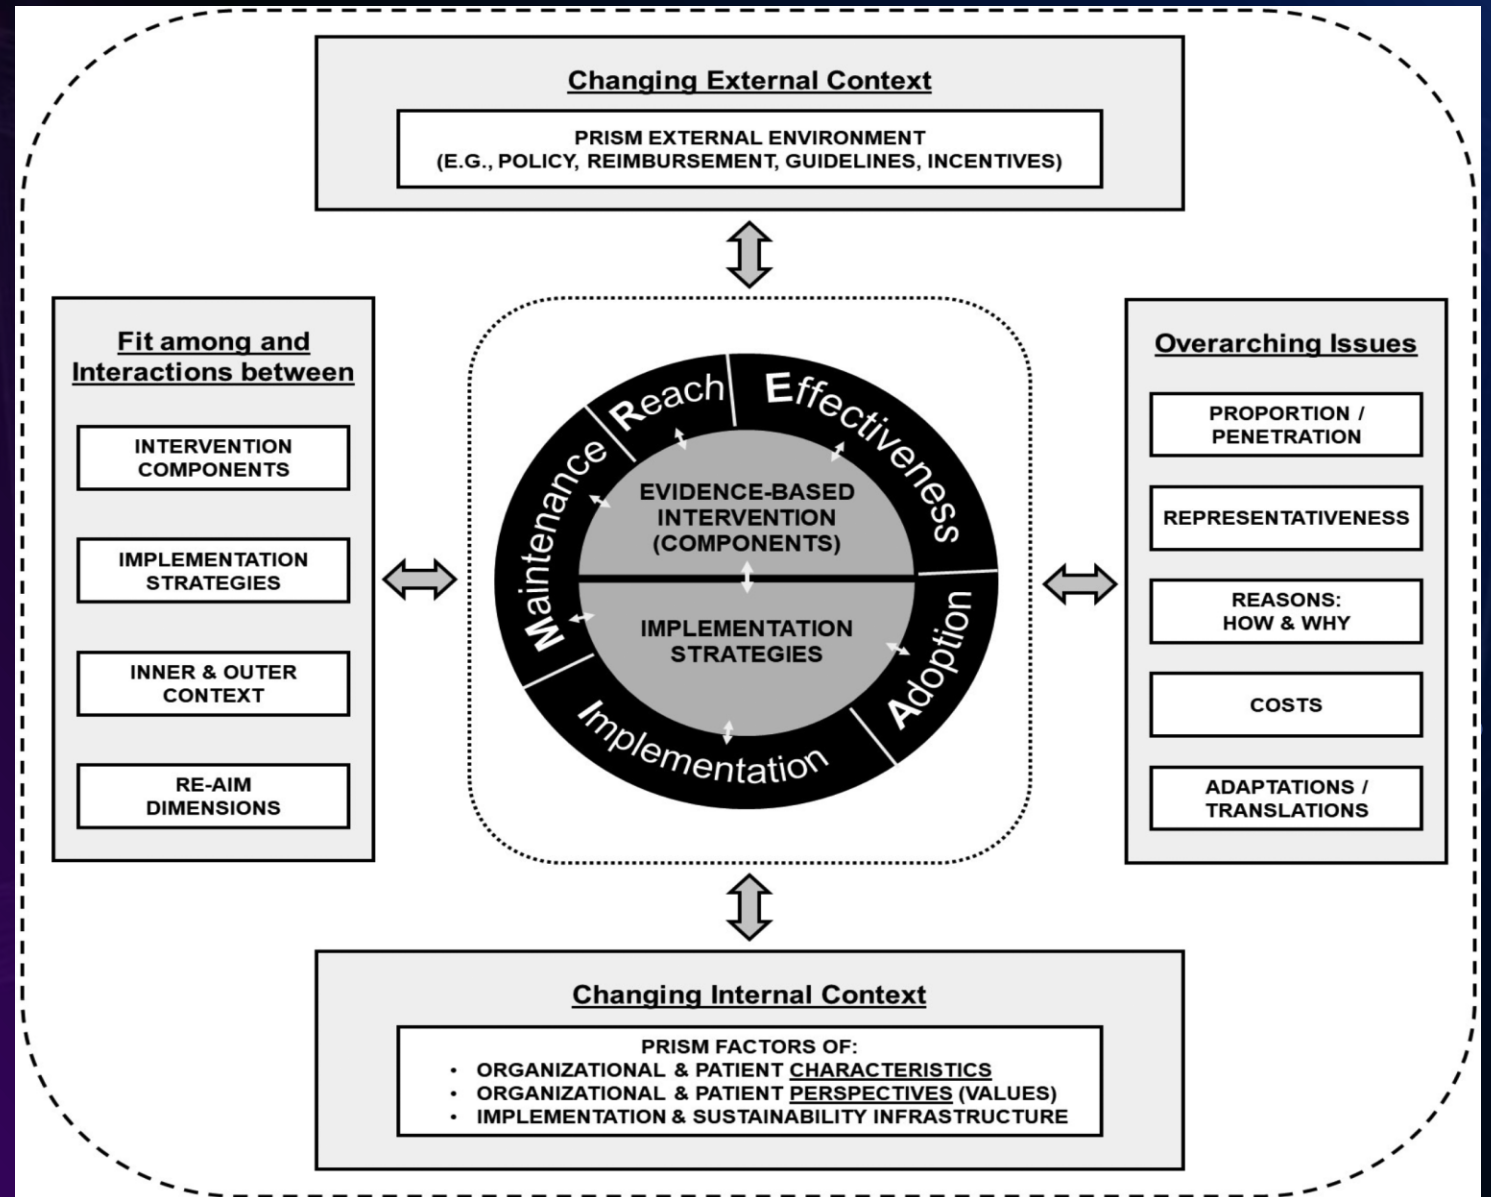 Changing External Context
PRISM EXTERNAL ENVIRONMENT
(E.G., POLICY, REIMBURSEMENT, GUIDELINES, INCENTIVES)
Fit among and
Interactions between
INTERVENTION
COMPONENTS
IMPLEMENTATION
STRATEGIES
INNER & OUTER
CONTEXT
RE-AIM
DIMENSIONS
Reach
Effectiveness
Adoption
Implementation
Maintenance
EVIDENCE-BASED
INTERVENTION
(COMPONENTS)
IMPLEMENTATION
STRATEGIES
Overarching Issues
PROPORTION /
PENETRATION
REPRESENTATIVENESS
REASONS:
HOW & WHY
COSTS
ADAPTATIONS /
TRANSLATIONS
Changing Internal Context
PRISM FACTORS OF:
• ORGANIZATIONAL & PATIENT CHARACTERISTICS
• ORGANIZATIONAL & PATIENT PERSPECTIVES (VALUES)
• IMPLEMENTATION & SUSTAINABILITY INFRASTRUCTURE